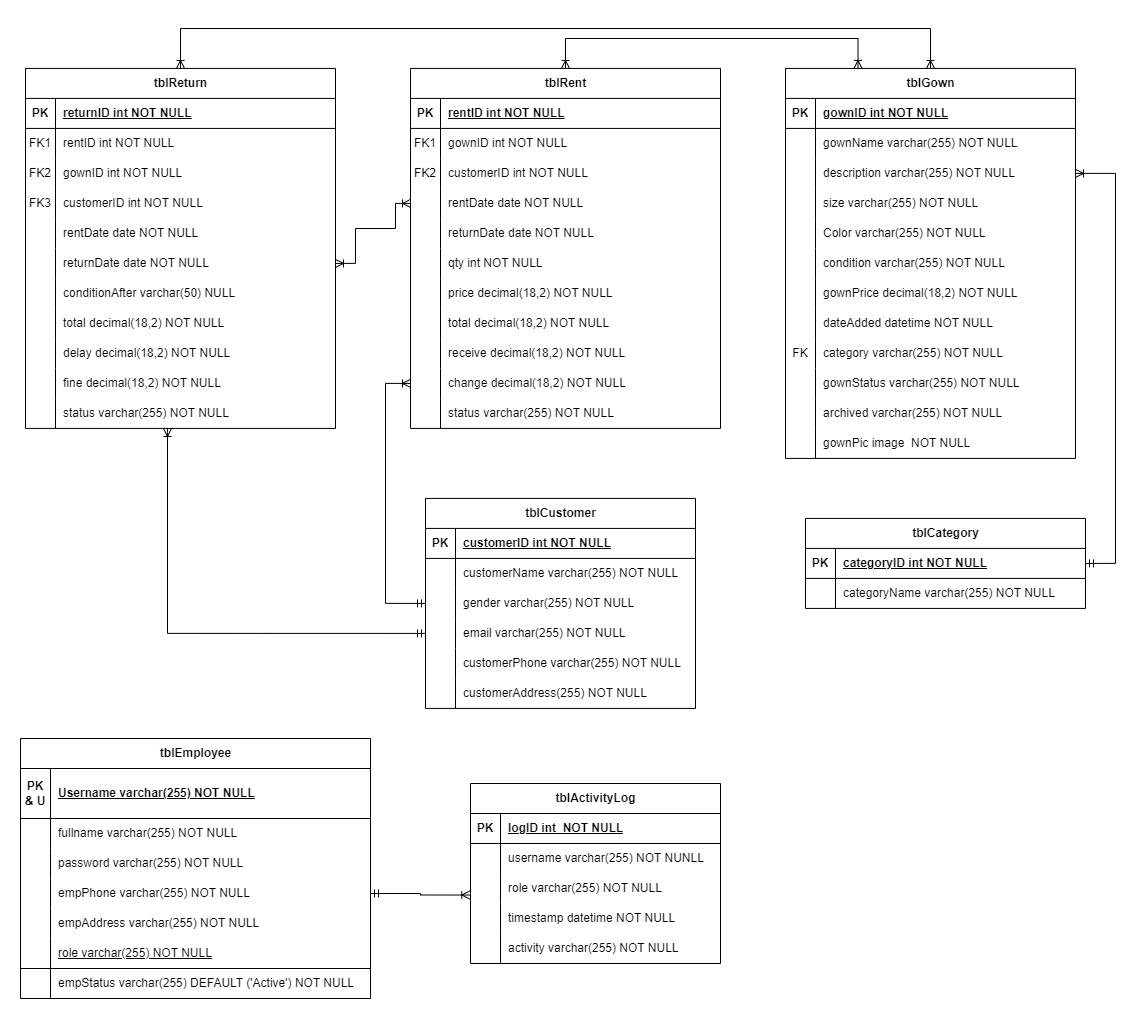 tblReturn
PK returnID int NOT NULL
FK1 rentID int NOT NULL
FK2 gownID int NOT NULL
FK3 customerID int NOT NULL
rentDate date NOT NULL
returnDate date NOT NULL
conditionAfter varchar(50) NULL
total decimal(18,2) NOT NULL
delay decimal(18,2) NOT NULL
fine decimal(18,2) NOT NULL
status varchar(255) NOT NULL
tblRent
PK rentID int NOT NULL
FK1 gownID int NOT NULL
FK2 customerID int NOT NULL
rentDate date NOT NULL
returnDate date NOT NULL
qty int NOT NULL
price decimal(18,2) NOT NULL
total decimal(18,2) NOT NULL
receive decimal(18,2) NOT NULL
change decimal(18,2) NOT NULL
status varchar(255) NOT NULL
tblGown
PK gownID int NOT NULL
gownName varchar(255) NOT NULL
description varchar(255) NOT NULL
size varchar(255) NOT NULL
Color varchar(255) NOT NULL
condition varchar(255) NOT NULL
gownPrice decimal(18,2) NOT NULL
dateAdded datetime NOT NULL
FK category varchar(255) NOT NULL
gownStatus varchar(255) NOT NULL
archived varchar(255) NOT NULL
gownPic image NOT NULL
tblCustomer
PK customerID int NOT NULL
customerName varchar(255) NOT NULL
gender varchar(255) NOT NULL
email varchar(255) NOT NULL
customerPhone varchar(255) NOT NULL
customerAddress(255) NOT NULL
tblCategory
PK categoryID int NOT NULL
categoryName varchar(255) NOT NULL
tblEmployee
PK
& U
Username varchar(255) NOT NULL
fullname varchar(255) NOT NULL
password varchar(255) NOT NULL
empPhone varchar(255) NOT NULL
empAddress varchar(255) NOT NULL
role varchar(255) NOT NULL
empStatus varchar(255) DEFAULT ('Active') NOT NULL
tblActivityLog
PK logID int NOT NULL
username varchar(255) NOT NUNLL
role varchar(255) NOT NULL
timestamp datetime NOT NULL
activity varchar(255) NOT NULL